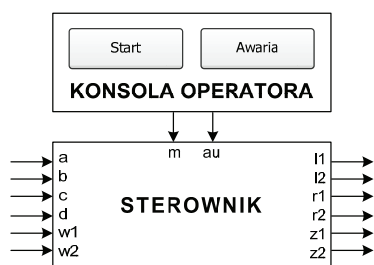 Start Awaria
KONSOLA OPERATORA
m au
a l1
b l2
c r1
d r2
STEROWNIK
w1 z1
w2 z2